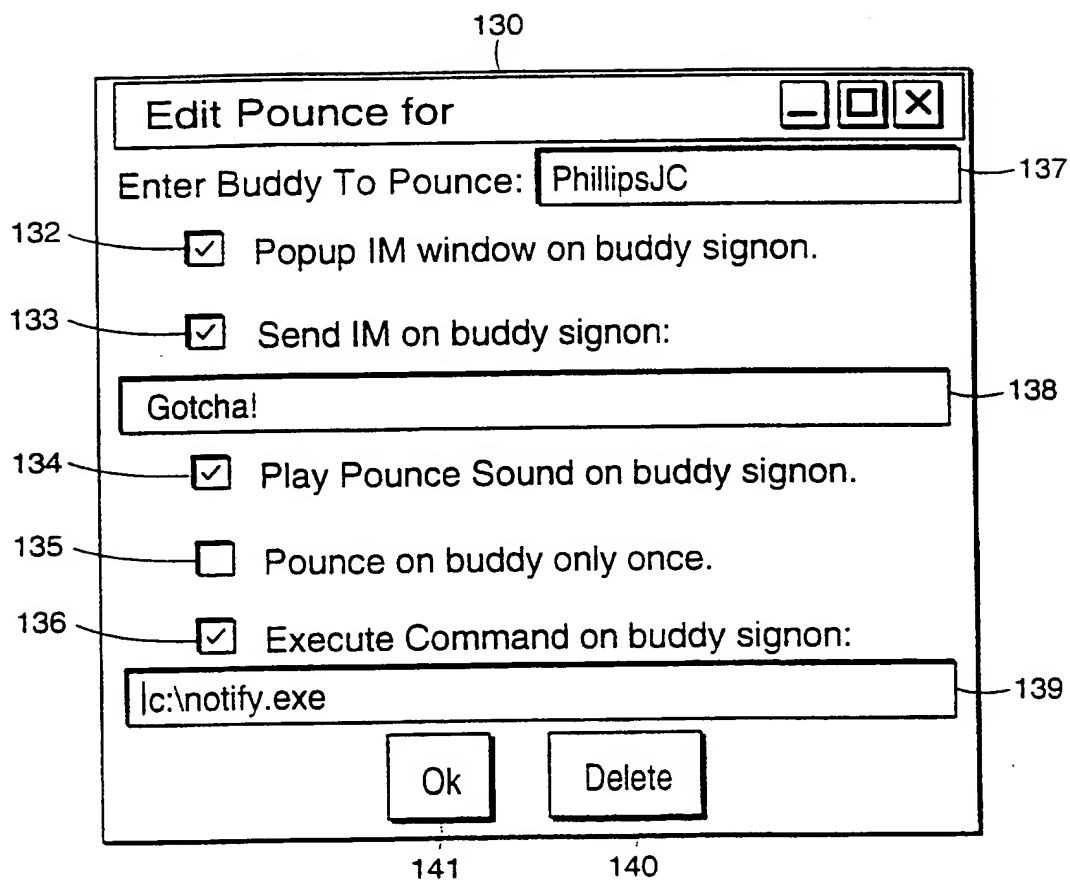 130
Edit Pounce for
Enter Buddy To Pounce: PhillipsJC 137
132 Popup IM window on buddy signon.
133 Send IM on buddy signon:
Gotcha! 138
134 Play Pounce Sound on buddy signon.
135 Pounce on buddy only once.
136 Execute Command on buddy signon:
c:\notify.exe 139
Ok Delete
141 140